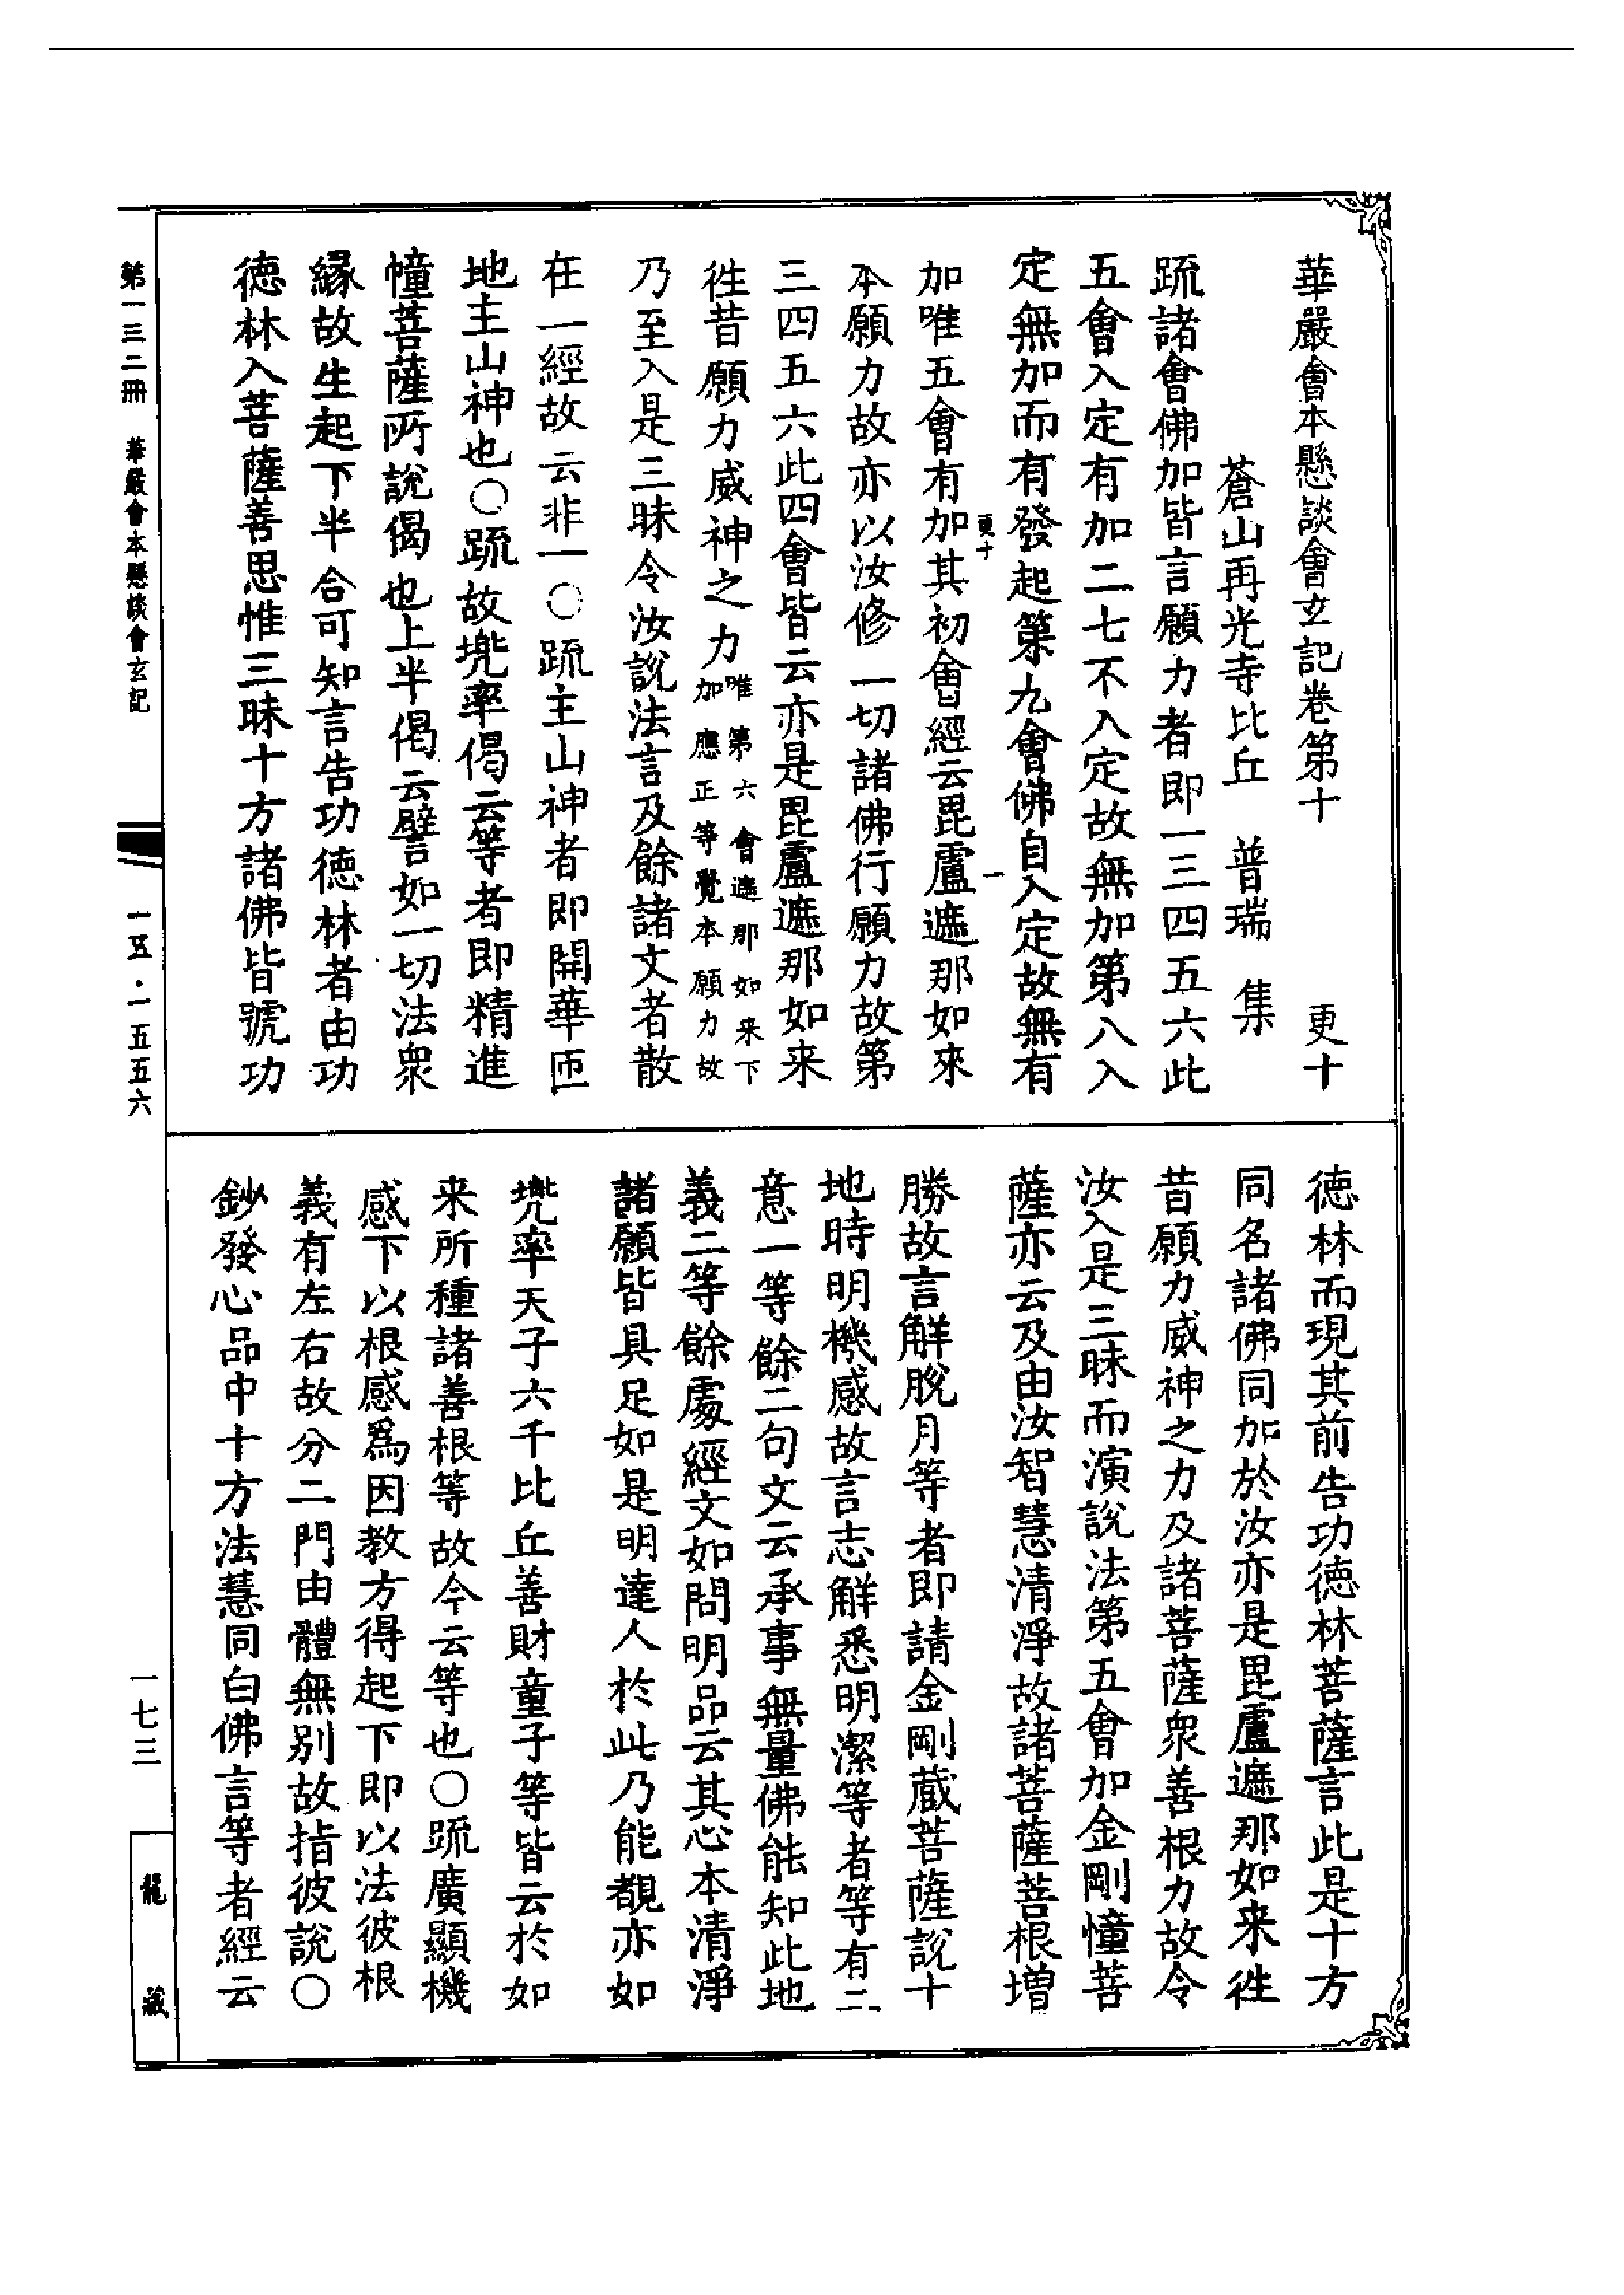 華嚴會本懸談會玄記卷第十 更十
蒼山再光寺比丘 普瑞 集
䟽諸會佛加皆言願力者即一三四五六此
五會入定有加二七不入定故無加第八入
定無加而有發起第九會佛自入定故無有
更十 一
加唯五會有加其初會經云毘盧遮那如來
本願力故亦以汝修一切諸佛行願力故第
三四五六此四會皆云亦是毘盧遮那如来
徃昔願力威神之力唯第六會遮那如来下加應正等覺本願力故
乃至入是三昧令汝說法言及餘諸文者散
在一經故云非一〇䟽主山神者即開華匝
地主山神也〇䟽故兠率偈云等者即精進
幢菩薩所說偈也上半偈云譬如一切法衆
緣故生起下半合可知言告功德林者由功
德林入菩薩善思惟三昧十方諸佛皆號功
德林而現其前告功德林菩薩言此是十方
同名諸佛同加於汝亦是毘盧遮那如来徃
昔願力威神之力及諸菩薩衆善根力故令
汝入是三昧而演說法第五會加金剛幢菩
薩亦云及由汝智慧清淨故諸菩薩善根增
勝故言解脫月等者即請金剛藏菩薩說十
地時明機感故言志解悉明潔等者等有二
意一等餘二句文云承事無量佛能知此地
義二等餘處經文如問明品云其心本清淨
諸願皆具足如是明達人於此乃能覩亦如
兠率天子六千比丘善財童子等皆云於如
来所種諸善根等故今云等也〇䟽廣顯機
感下以根感爲因教方得起下即以法彼根
義有左右故分二門由體無別故指彼說〇
鈔發心品中十方法慧同白佛言等者經云
第一三二冊 華嚴會本懸談會玄記
一五·一五五六
一七三
龍藏